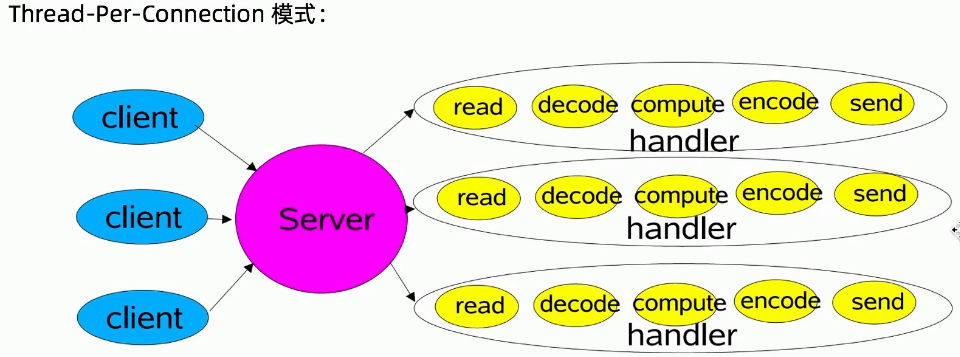 Thread-Per-Connection 模式：
client
read decode compute encode send
handler
client
Server
read decode compute encode send
handler
client
read decode compute encode send
handler